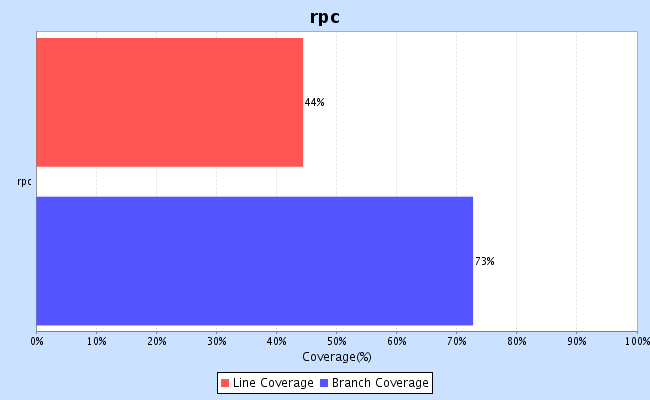 rpc
44%
rpc
73%
0% 10% 20% 30% 40% 50% 60% 70% 80% 90% 100%
Coverage(%)
Line Coverage Branch Coverage